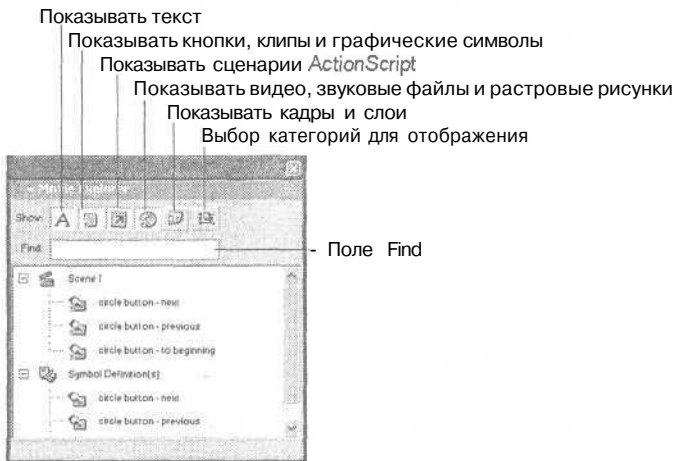 Показывать текст
Показывать кнопки, клипы и графические символы
Показывать сценарии ActionScript
Показывать видео, звуковые файлы и растровые рисунки
Показывать кадры и слои
Выбор категорий для отображения
Movie Explorer
Show:
Find:
Поле Find
Scene 1
circle button - next
circle button - previous
circle button - to beginning
Symbol Definition(s)
circle button - next
circle button - previous